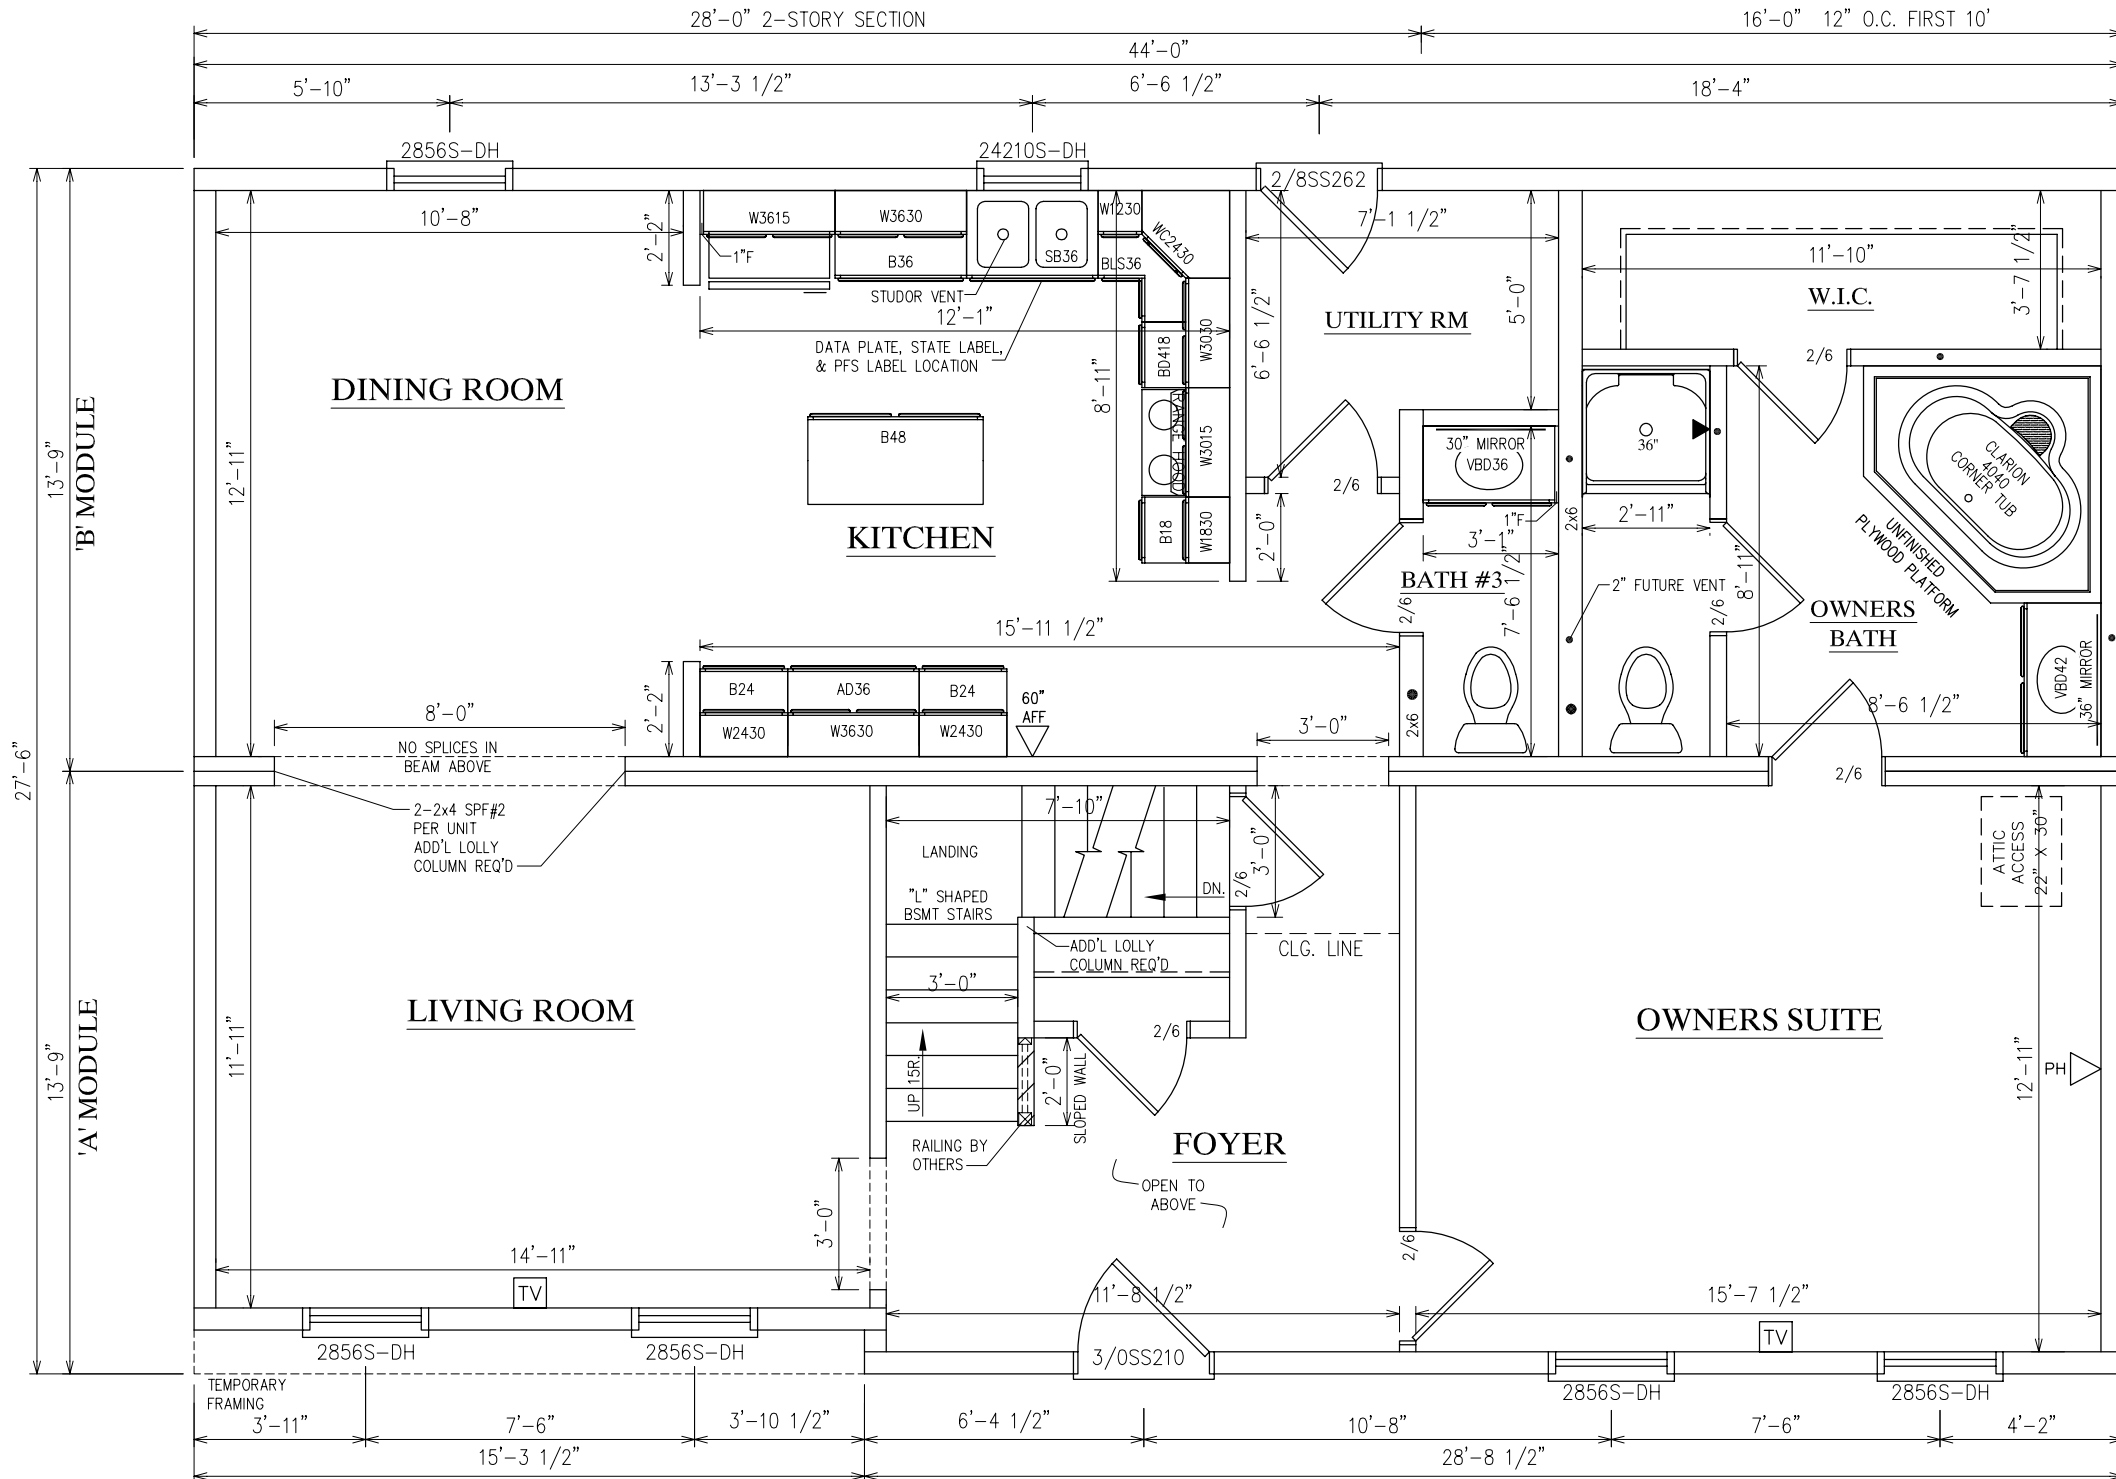 28'-0" 2-STORY SECTION
16'-0" 12" O.C. FIRST 10'
44'-0"
5'-10"
13'-3 1/2"
6'-6 1/2"
18'-4"
2856S-DH
24210S-DH
2/8SS262
10'-8"
2'-2"
W3615
W3630
W1230
WC2430
7'-1 1/2"
11'-10"
3'-7 1/2"
1"F
B36
SB36
BLS36
STUDOR VENT
12'-1"
W.I.C.
DATA PLATE, STATE LABEL,
& PFS LABEL LOCATION
BD418
W3030
6'-6 1/2"
UTILITY RM
5'-0"
2/6
DINING ROOM
8'-11"
B48
RANGE HOOD
W3015
30" MIRROR
VBD36
36"
CLARION
4040
CORNER TUB
13'-9"
'B' MODULE
12'-11"
2/6
1"F
2x6
2'-11"
UNFINISHED
PLYWOOD PLATFORM
KITCHEN
B18
W1830
2'-0"
3'-1"
BATH #3
7'-6 1/2"
2" FUTURE VENT
8'-11"
OWNERS
BATH
2/6
2/6
15'-11 1/2"
2'-2"
B24
AD36
B24
W2430
W3630
W2430
60"
AFF
2x6
VBD42
36" MIRROR
8'-6 1/2"
8'-0"
NO SPLICES IN
BEAM ABOVE
3'-0"
27'-6"
2/6
2-2x4 SPF#2
PER UNIT
ADD'L LOLLY
COLUMN REQ'D
7'-10"
LANDING
"L" SHAPED
BSMT STAIRS
DN.
2/6
3'-0"
ATTIC
ACCESS
22" X 30"
ADD'L LOLLY
COLUMN REQ'D
CLG. LINE
3'-0"
LIVING ROOM
OWNERS SUITE
13'-9"
'A' MODULE
11'-11"
UP 15R.
2'-0"
SLOPED WALL
2/6
12'-11"
PH
RAILING BY
OTHERS
FOYER
OPEN TO
ABOVE
3'-0"
2/6
14'-11"
TV
11'-8 1/2"
15'-7 1/2"
TV
2856S-DH
2856S-DH
3/0SS210
2856S-DH
2856S-DH
TEMPORARY
FRAMING
3'-11"
7'-6"
3'-10 1/2"
6'-4 1/2"
10'-8"
7'-6"
4'-2"
15'-3 1/2"
28'-8 1/2"